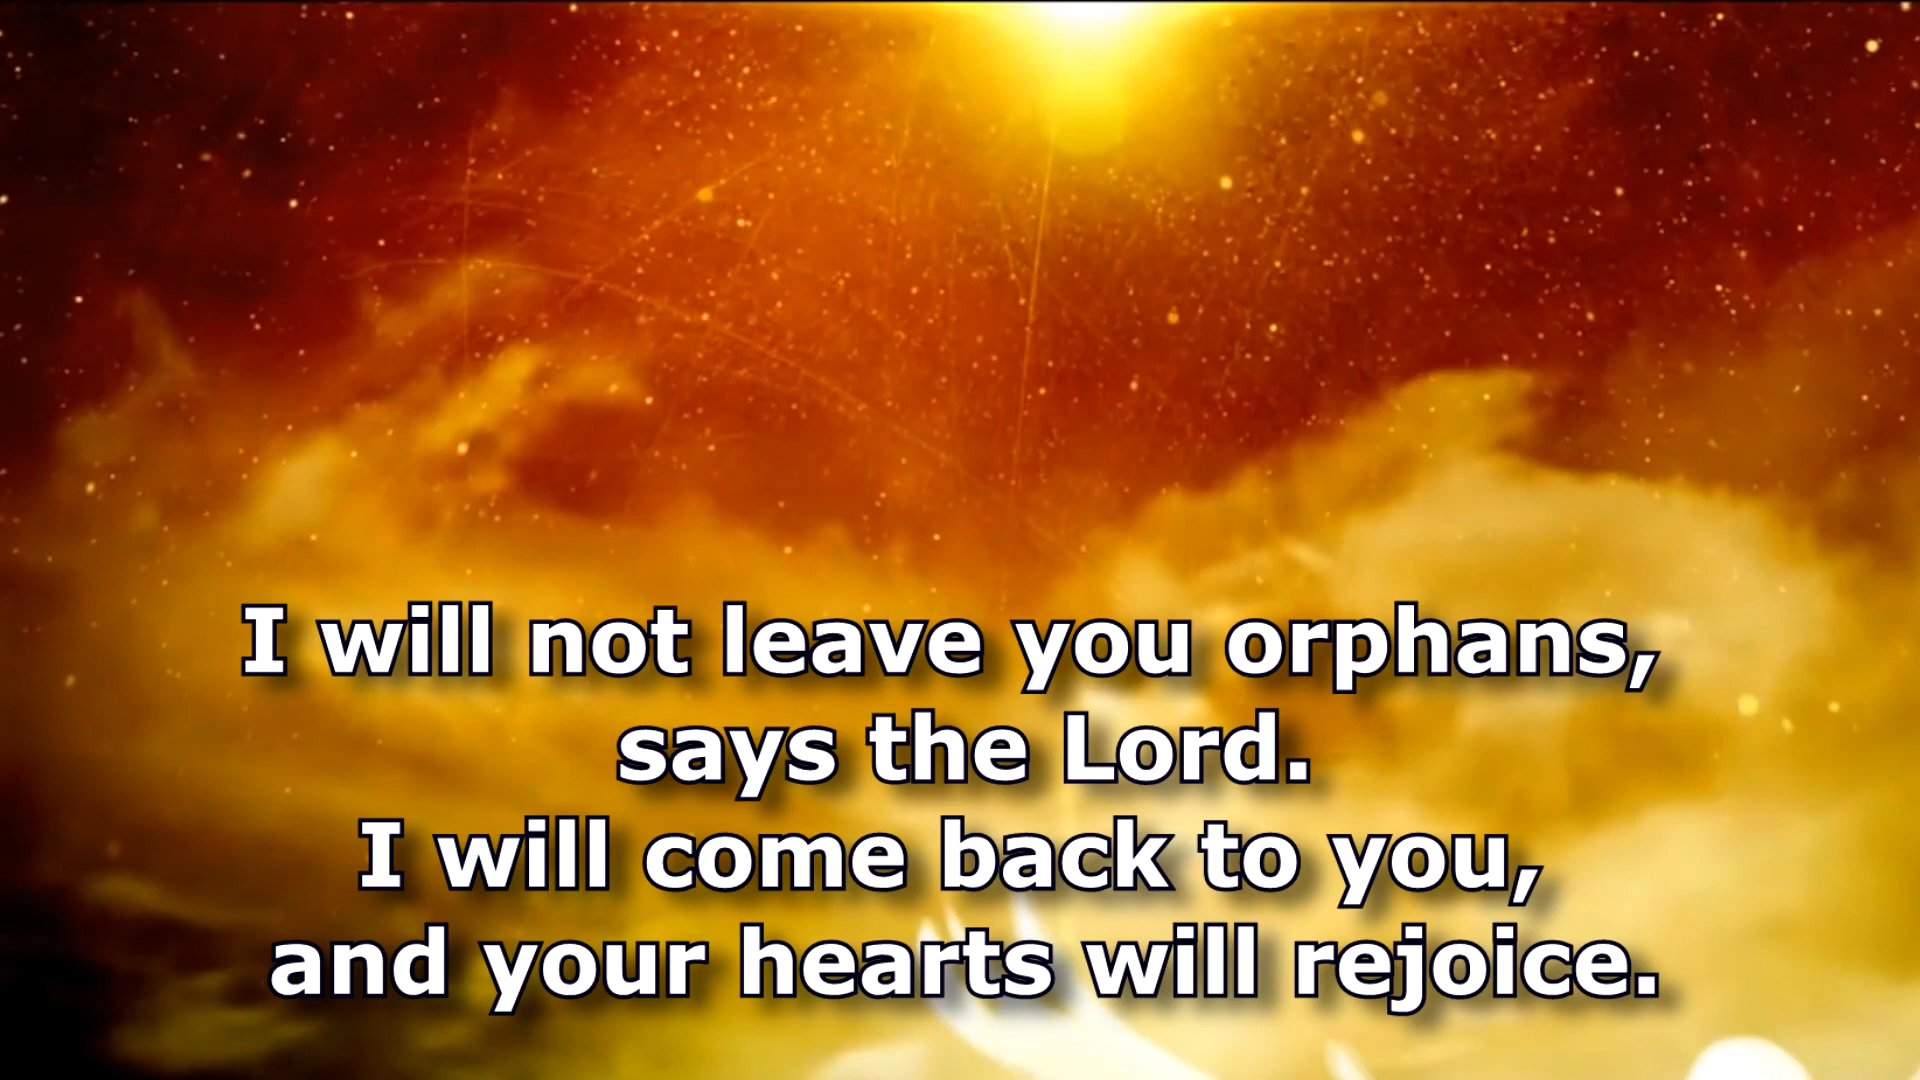 I will not leave you orphans,
says the Lord.
I will come back to you,
and your hearts will rejoice.